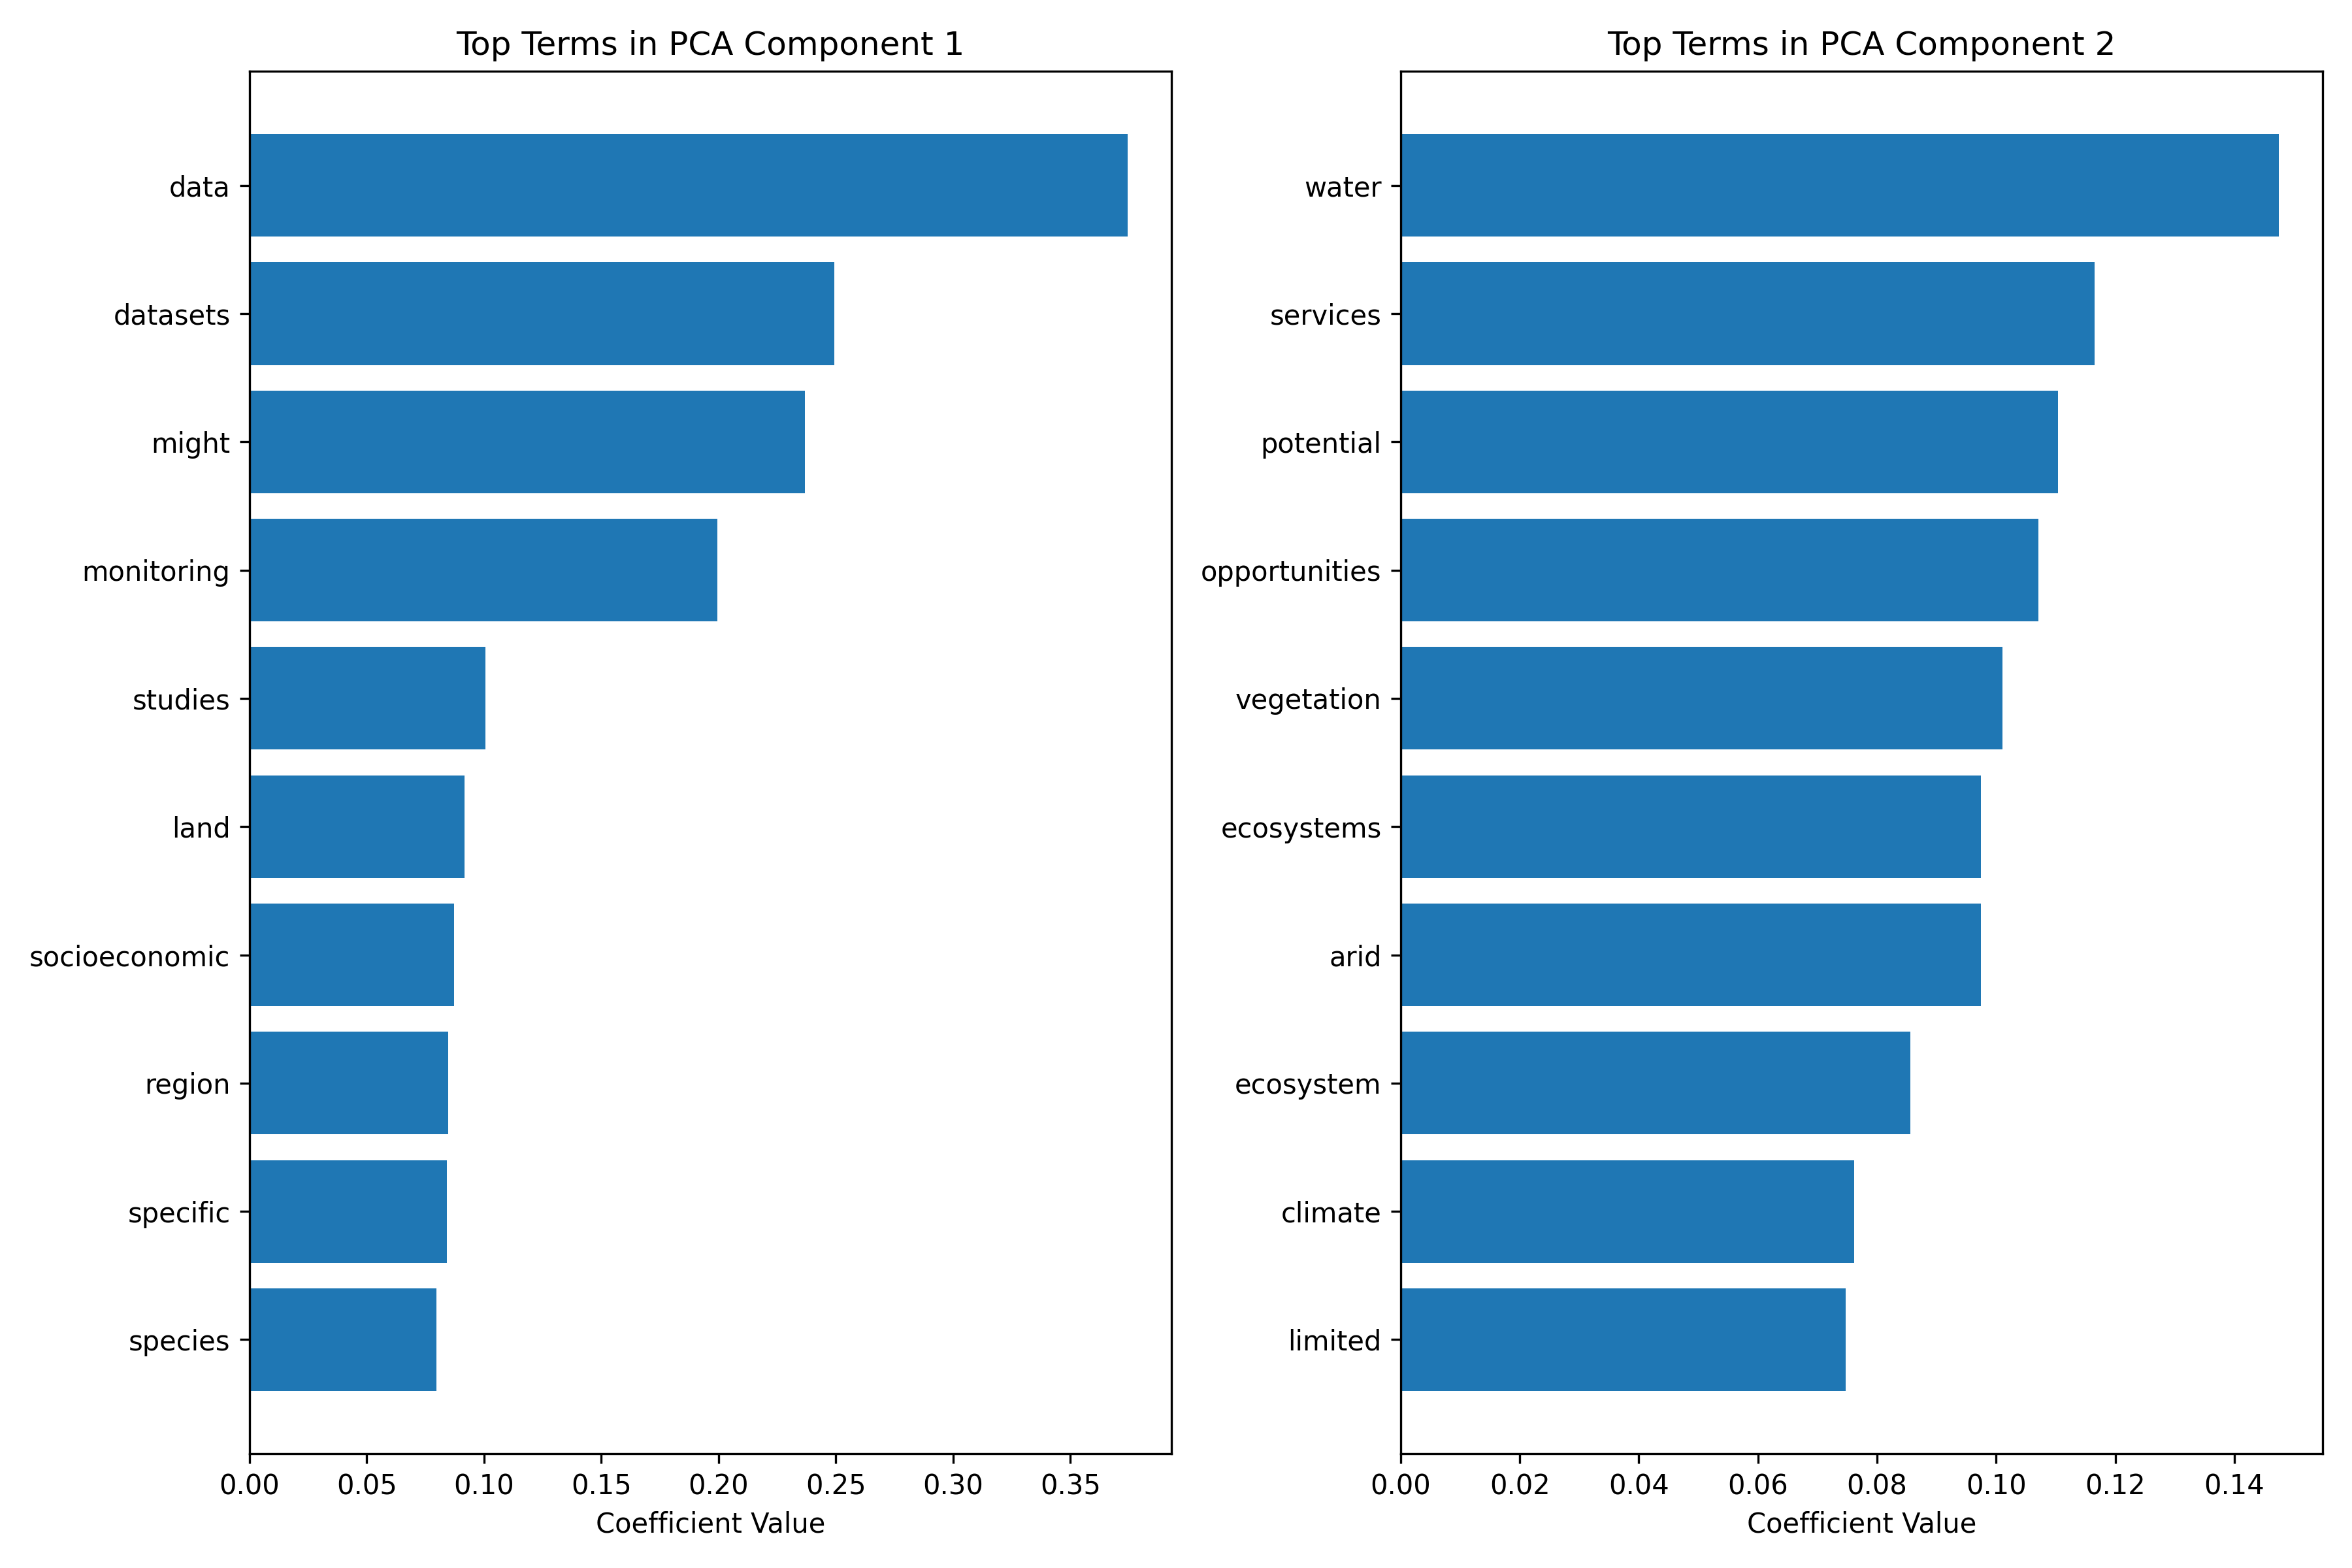 Top Terms in PCA Component 1
data
datasets
might
monitoring
studies
land
socioeconomic
region
specific
species
0.00 0.05 0.10 0.15 0.20 0.25 0.30 0.35
Coefficient Value
Top Terms in PCA Component 2
water
services
potential
opportunities
vegetation
ecosystems
arid
ecosystem
climate
limited
0.00 0.02 0.04 0.06 0.08 0.10 0.12 0.14
Coefficient Value